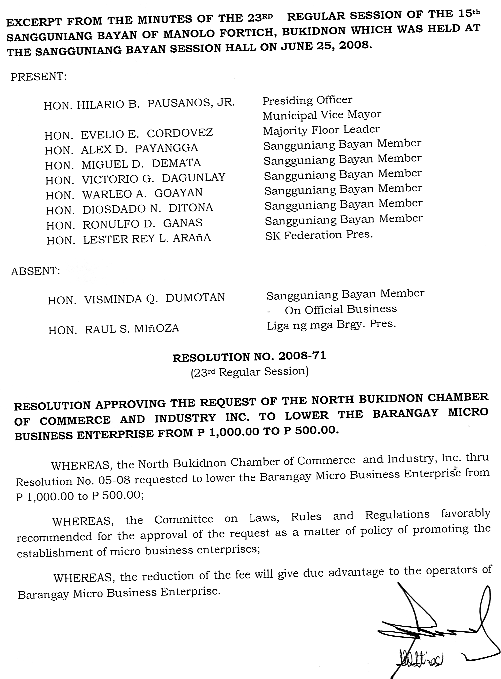 EXCERPT FROM THE MINUTES OF THE 23RD REGULAR SESSION OF THE 15th
SANGGUNIANG BAYAN OF MANOLO FORTICH, BUKIDNON WHICH WAS HELD AT
THE SANGGUNIANG BAYAN SESSION HALL ON JUNE 25, 2008.
PRESENT:
HON. HILARIO B. PAUSANOS, JR. Presiding Officer
Municipal Vice Mayor
HON. EVELIO E. CORDOVEZ Majority Floor Leader
HON. ALEX D. PAYANGGA Sangguniang Bayan Member
HON. MIGUEL D. DEMATA Sangguniang Bayan Member
HON. VICTORIO G. DAGUNLAY Sangguniang Bayan Member
HON. WARLEO A. GOAYAN Sangguniang Bayan Member
HON. DIOSDADO N. DITONA Sangguniang Bayan Member
HON. RONULFO D. GANAS Sangguniang Bayan Member
HON. LESTER REY L. ARAñA SK Federation Pres.
ABSENT:
HON. VISMINDA Q. DUMOTAN Sangguniang Bayan Member
- On Official Business
HON. RAUL S. MIñOZA Liga ng mga Brgy. Pres.
RESOLUTION NO. 2008-71
(23rd Regular Session)
RESOLUTION APPROVING THE REQUEST OF THE NORTH BUKIDNON CHAMBER
OF COMMERCE AND INDUSTRY INC. TO LOWER THE BARANGAY MICRO
BUSINESS ENTERPRISE FROM P 1,000.00 TO P 500.00.
WHEREAS, the North Bukidnon Chamber of Commerce and Industry, Inc. thru
Resolution No. 05-08 requested to lower the Barangay Micro Business Enterprise from
P 1,000.00 to P 500.00;
WHEREAS, the Committee on Laws, Rules and Regulations favorably
recommended for the approval of the request as a matter of policy of promoting the
establishment of micro business enterprises;
WHEREAS, the reduction of the fee will give due advantage to the operators of
Barangay Micro Business Enterprise.